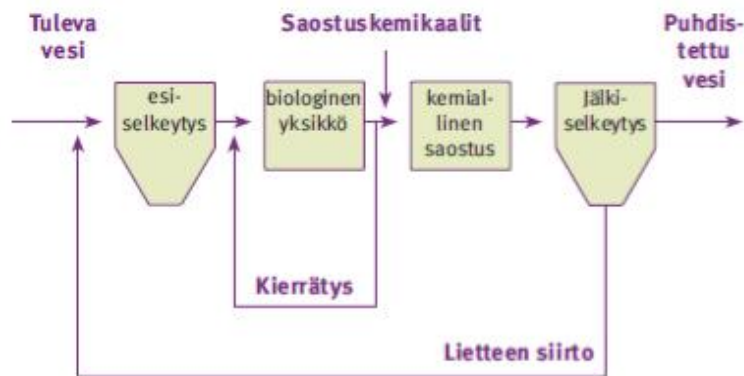 Tuleva
vesi
Saostuskemikaalit
Puhdis-
tettu
vesi
esi-
selkeytys
biologinen
yksikkö
kemial-
linen
saostus
Jälki-
selkeytys
Kierrätys
Lietteen siirto